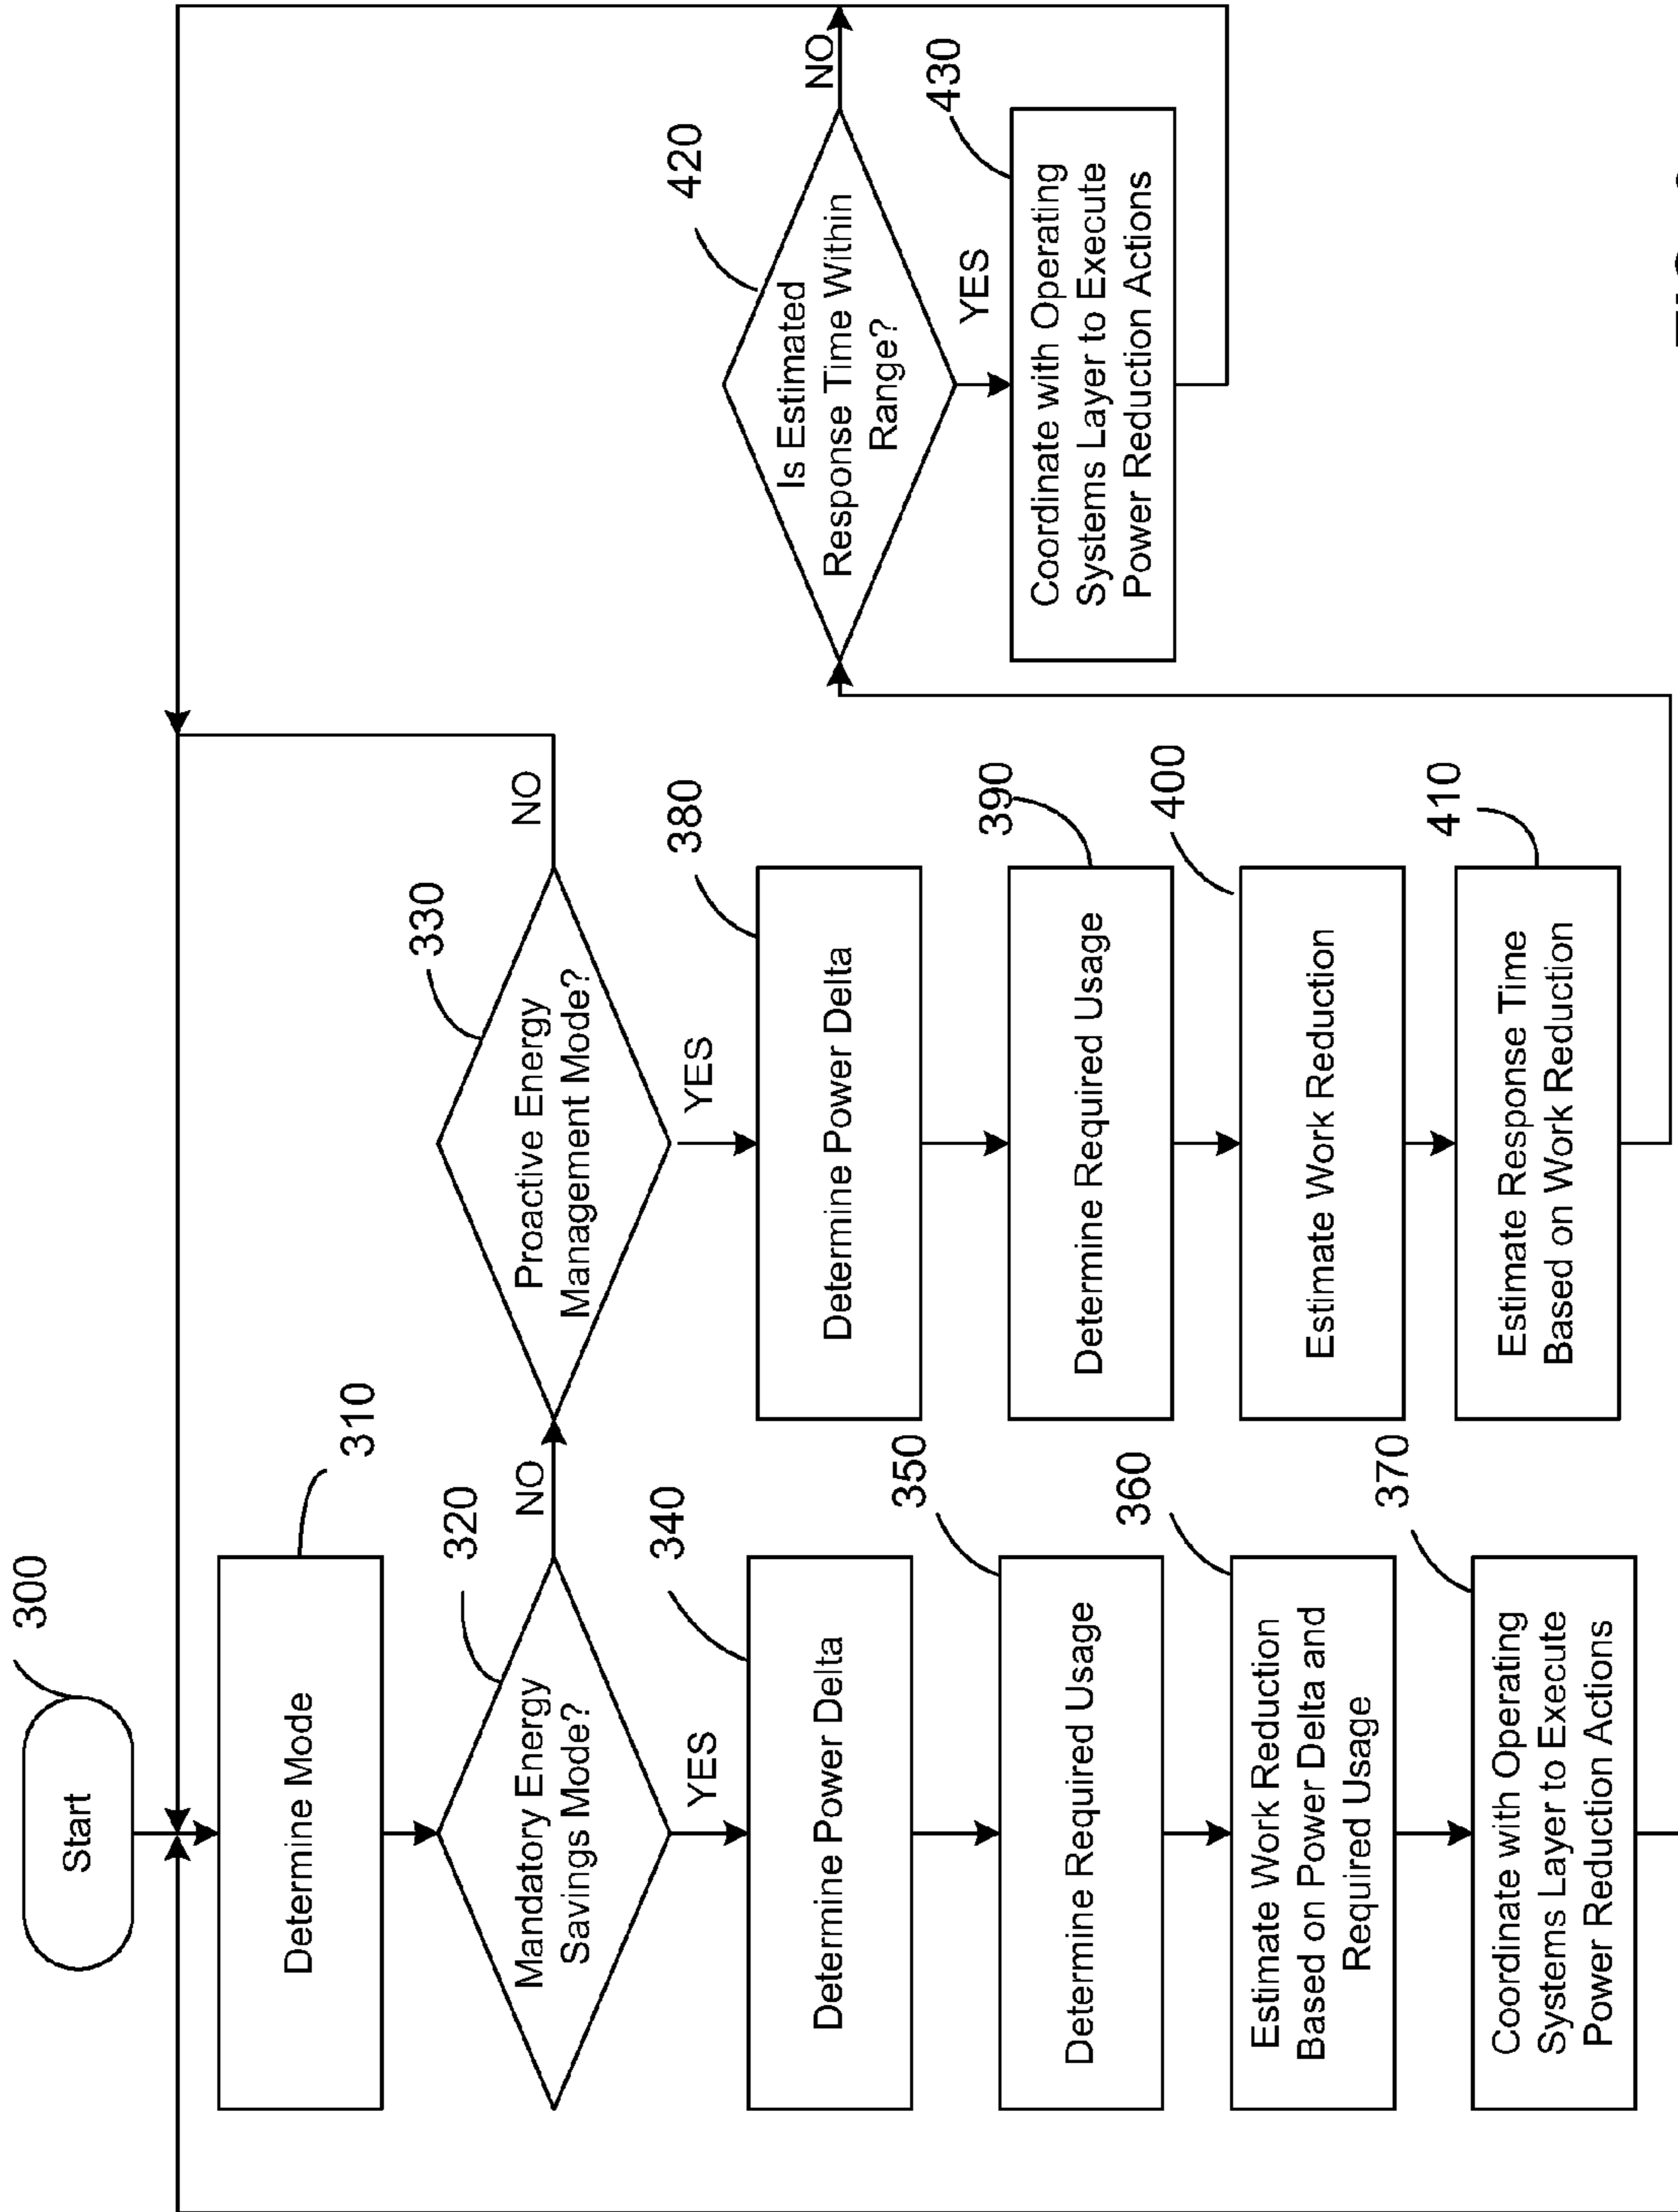 300
Start
310
Determine Mode
320
Mandatory Energy
Savings Mode?
NO
YES
340
Determine Power Delta
350
Determine Required Usage
360
Estimate Work Reduction
Based on Power Delta and
Required Usage
370
Coordinate with Operating
Systems Layer to Execute
Power Reduction Actions
330
Proactive Energy
Management Mode?
NO
YES
380
Determine Power Delta
390
Determine Required Usage
400
Estimate Work Reduction
410
Estimate Response Time
Based on Work Reduction
420
Is Estimated
Response Time Within
Range?
NO
YES
430
Coordinate with Operating
Systems Layer to Execute
Power Reduction Actions